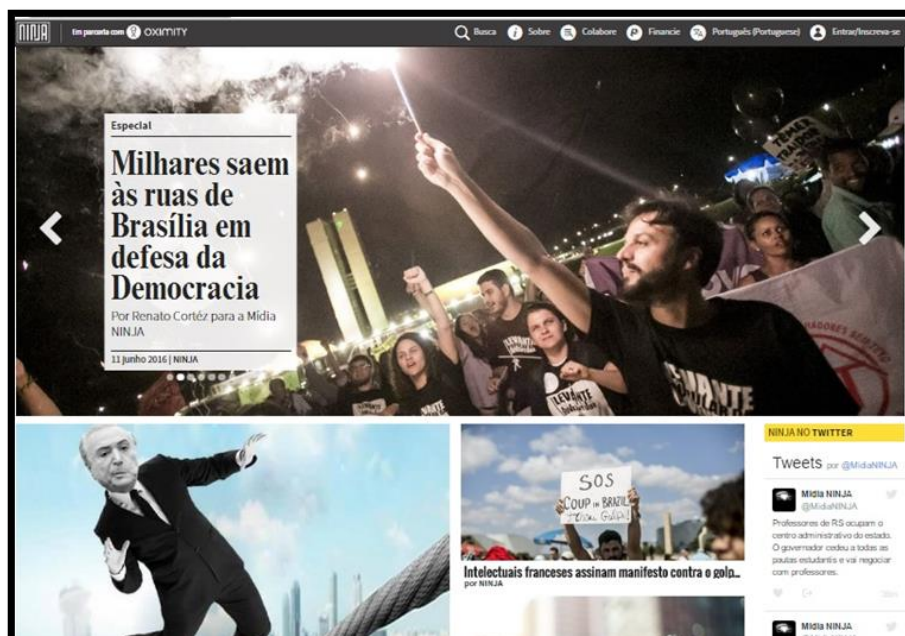 NINJA
Em parceria com OXIMITY
Busca
Sobre
Colabore
Financie
Português (Portuguese)
Entrar/Inscreva-se
Especial
Milhares saem
às ruas de
Brasília em
defesa da
Democracia
Por Renato Cortéz para a Mídia
NINJA
11 junho 2016 | NINJA
TEMER
LEVANTE
LEVANTE
SOS
COUP IN BRAZIL
Intelectuais franceses assinam manifesto contra o golp...
por NINJA
NINJA NO TWITTER
Tweets por @MidiaNINJA
Mídia NINJA
@MidiaNINJA
Professores de RS ocupam o
centro administrativo do estado.
O governador cedeu a todas as
pautas estudantis e vai negociar
com professores.
Mídia NINJA